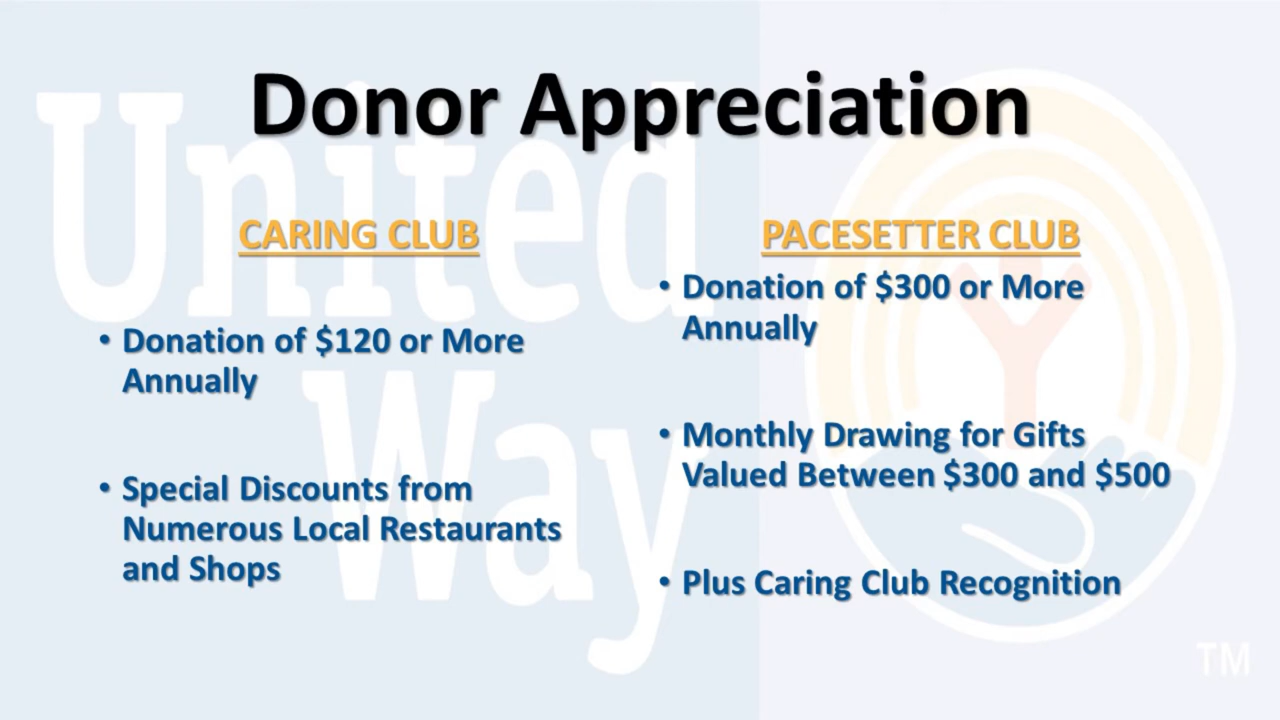 Donor Appreciation
CARING CLUB
• Donation of $120 or More
Annually
• Special Discounts from
Numerous Local Restaurants
and Shops
PACESETTER CLUB
• Donation of $300 or More
Annually
• Monthly Drawing for Gifts
Valued Between $300 and $500
• Plus Caring Club Recognition
United
Way
TM